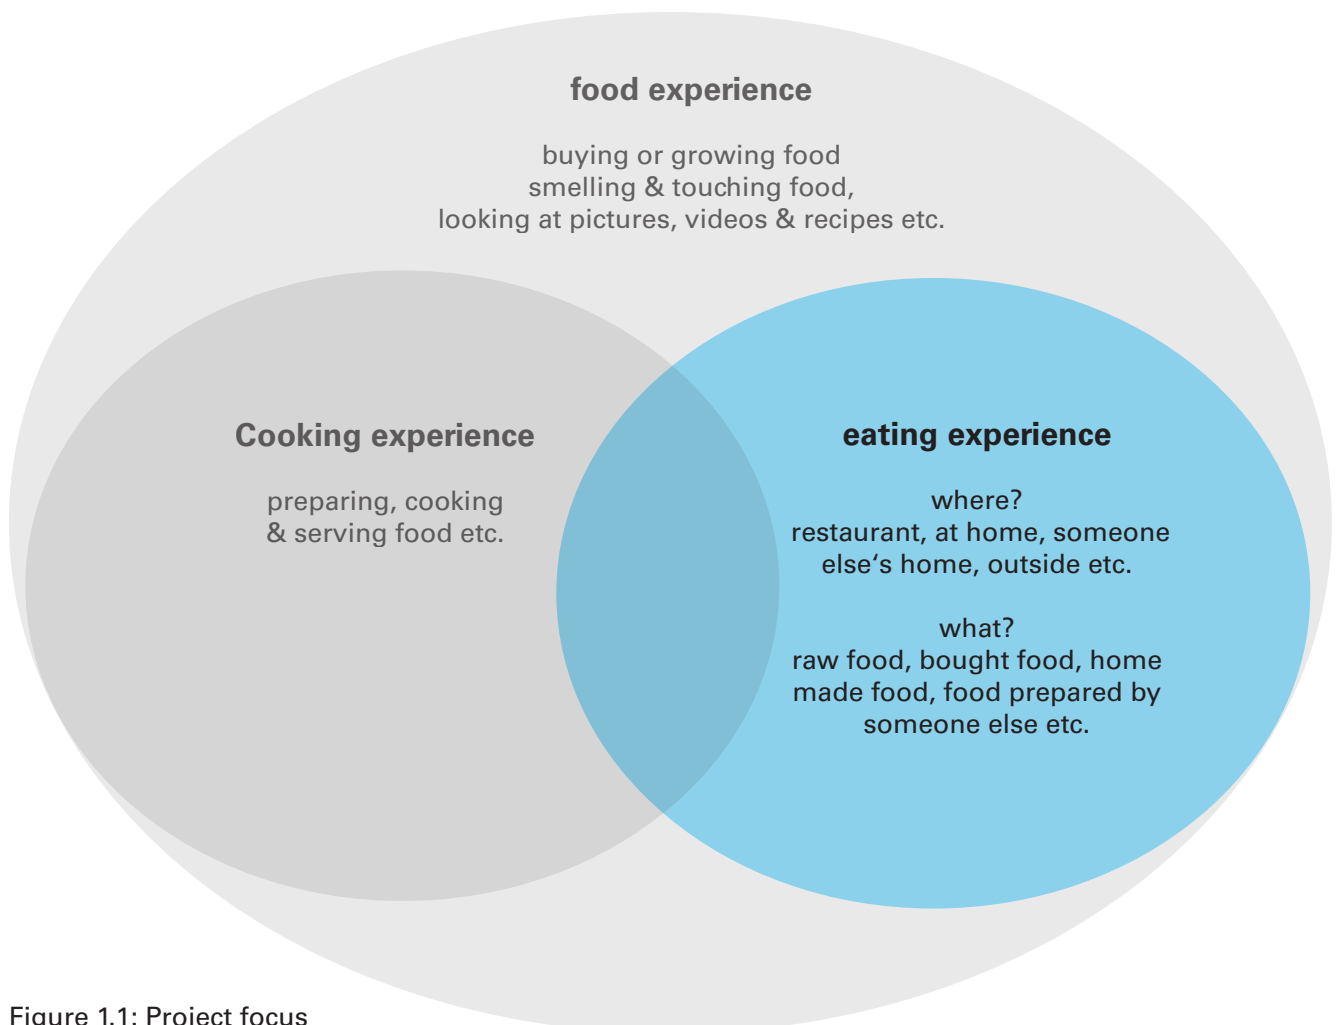 food experience
buying or growing food
smelling & touching food,
looking at pictures, videos & recipes etc.
Cooking experience
preparing, cooking
& serving food etc.
eating experience
where?
restaurant, at home, someone
else‘s home, outside etc.
what?
raw food, bought food, home
made food, food prepared by
someone else etc.
Figure 1.1: Project focus